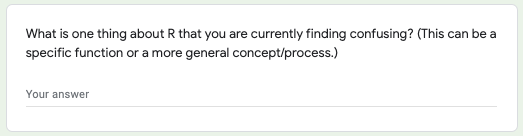 What is one thing about R that you are currently finding confusing? (This can be a
specific function or a more general concept/process.)
Your answer